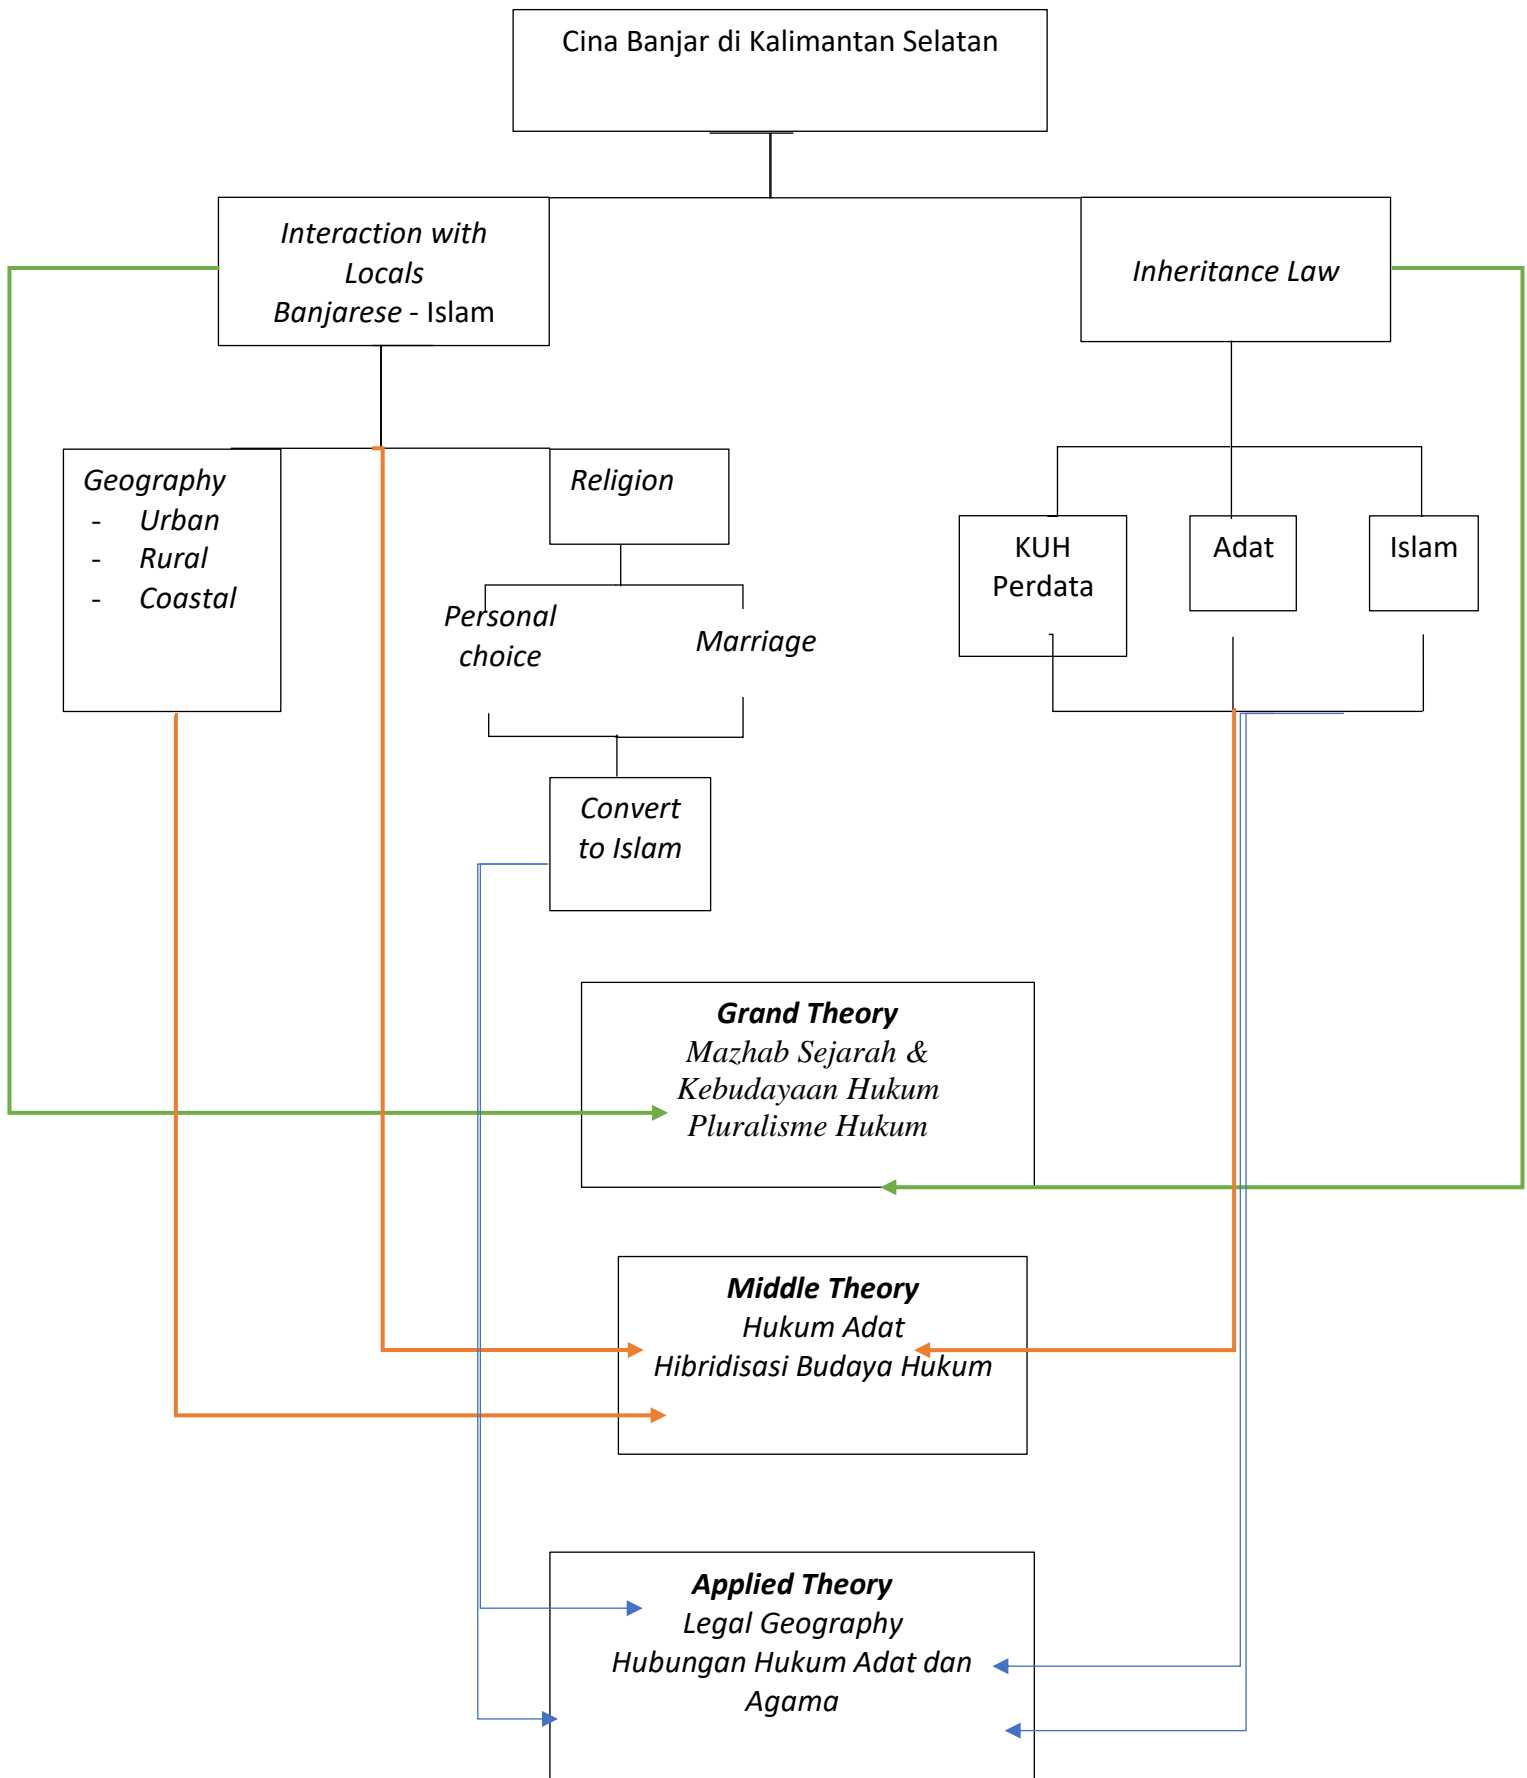 Cina Banjar di Kalimantan Selatan
Interaction with
Locals
Banjarese - Islam
Inheritance Law
Geography
- Urban
- Rural
- Coastal
Religion
KUH
Perdata
Adat
Islam
Personal
choice
Marriage
Convert
to Islam
Grand Theory
Mazhab Sejarah &
Kebudayaan Hukum
Pluralisme Hukum
Middle Theory
Hukum Adat
Hibridisasi Budaya Hukum
Applied Theory
Legal Geography
Hubungan Hukum Adat dan
Agama